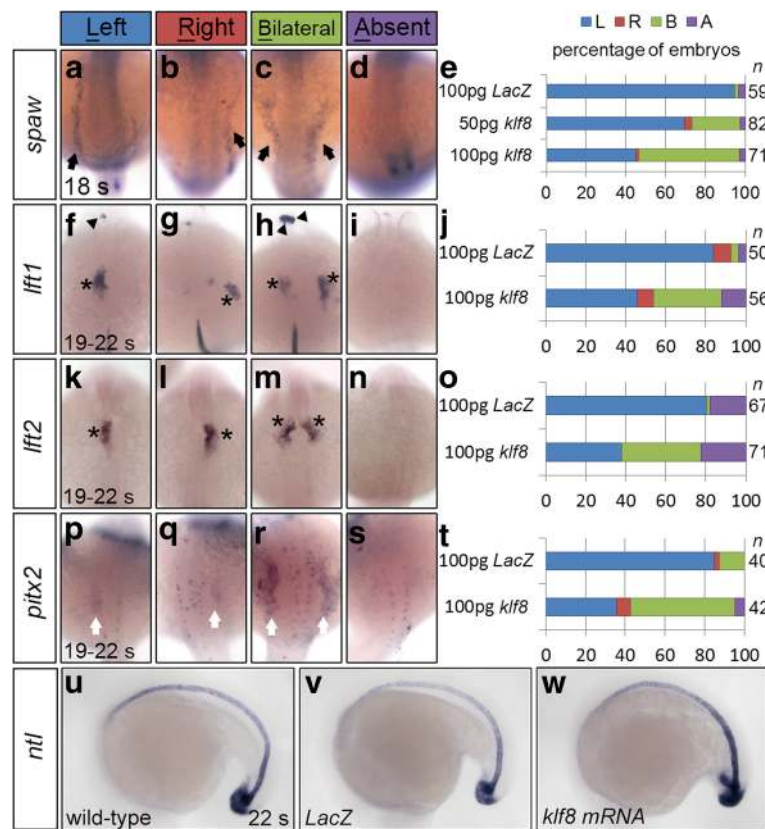 Left Right Bilateral Absent
L R B A
percentage of embryos
spaw
a b c d e
18 s
n
100pg LacZ 59
50pg klf8 82
100pg klf8 71
0 20 40 60 80 100
lft1
f g h i j
* * * *
19-22 s
n
100pg LacZ 50
100pg klf8 56
0 20 40 60 80 100
lft2
k l m n o
* * * *
19-22 s
n
100pg LacZ 67
100pg klf8 71
0 20 40 60 80 100
pitx2
p q r s t
19-22 s
n
100pg LacZ 40
100pg klf8 42
0 20 40 60 80 100
ntl
u v w
wild-type 22 s LacZ klf8 mRNA